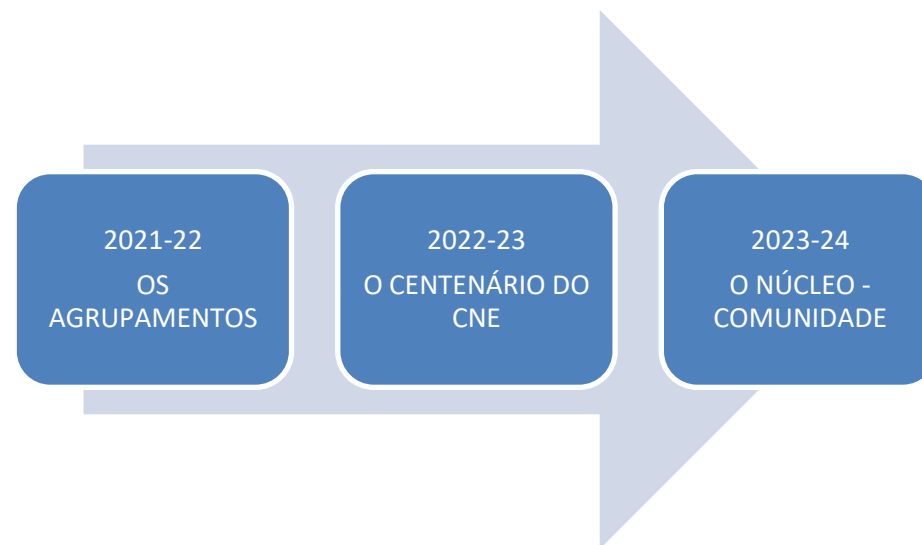 2021-22
OS
AGRUPAMENTOS
2022-23
O CENTENÁRIO DO
CNE
2023-24
O NÚCLEO -
COMUNIDADE